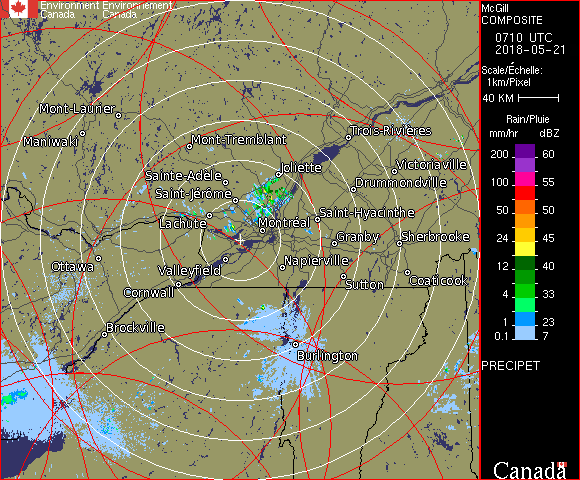 Environment Environnement
Canada Canada
McGill
COMPOSITE
0710 UTC
2018-05-21
Scale/Échelle:
1km/Pixel
40 KM
Rain/Pluie
mm/hr dBZ
200 60
100 55
50 50
24 45
12 40
4 33
1 23
0.1 7
PRECIPET
Canada
Mont-Laurier
Trois-Rivières
Maniwaki
Mont-Tremblant
Joliette
Victoriaville
Sainte-Adèle
Drummondville
Saint-Jérôme
Saint-Hyacinthe
Lachute
Montréal
Granby
Sherbrooke
Ottawa
Valleyfield
Napierville
Cornwall
Sutton
Coaticook
Brockville
Burlington